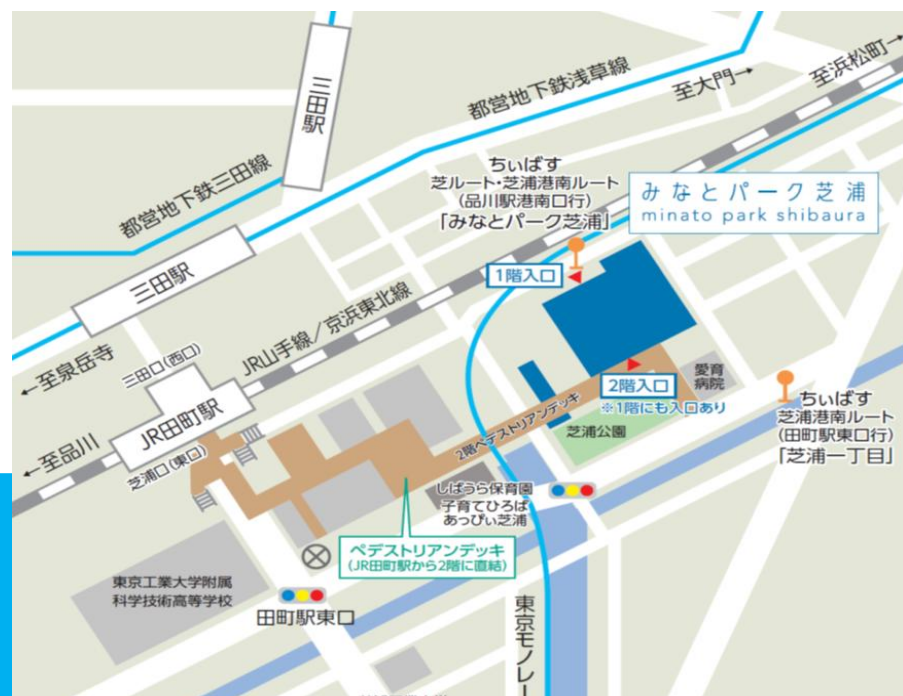 三田駅
都営地下鉄浅草線
至大門→
至浜松町→
都営地下鉄三田線
ちぃばす
芝ルート・芝浦港南ルート
(品川駅港南口行)
「みなとパーク芝浦」
みなとパーク芝浦
minato park shibaura
三田駅
1階入口
JR山手線/京浜東北線
←至泉岳寺
三田口(西口)
2階入口
※1階にも入口あり
愛育
病院
ちぃばす
芝浦港南ルート
(田町駅東口行)
「芝浦一丁目」
JR田町駅
←至品川
芝浦口(東口)
2階ペデストリアンデッキ
芝浦公園
しばうら保育園
子育てひろば
あっぴぃ芝浦
ペデストリアンデッキ
(JR田町駅から2階に直結)
東京工業大学附属
科学技術高等学校
田町駅東口
東京モノレー